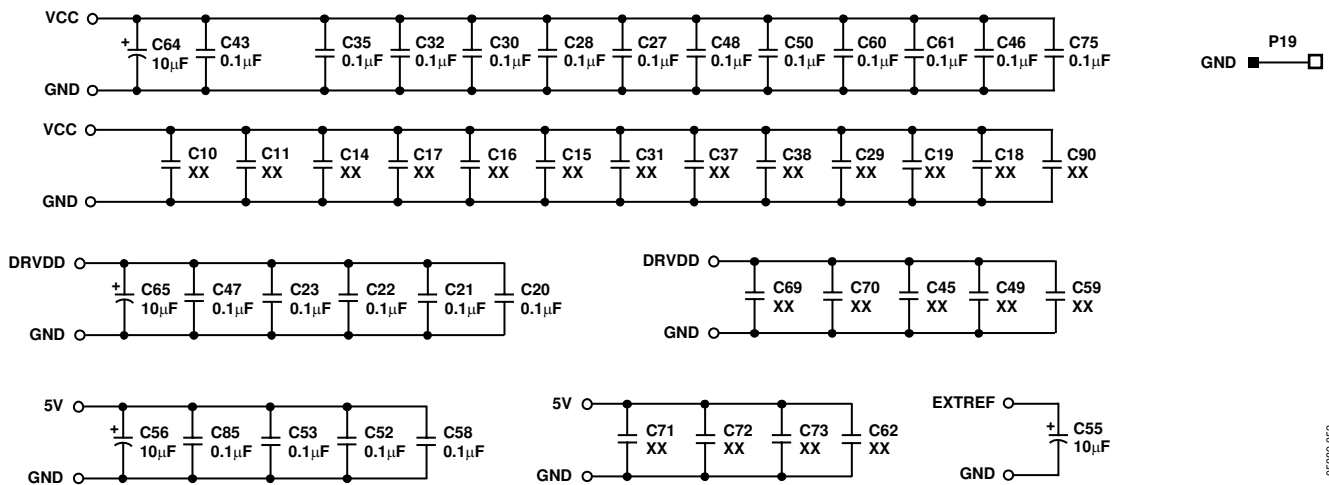 VCC
C64
10μF
C43
0.1μF
C35
0.1μF
C32
0.1μF
C30
0.1μF
C28
0.1μF
C27
0.1μF
C48
0.1μF
C50
0.1μF
C60
0.1μF
C61
0.1μF
C46
0.1μF
C75
0.1μF
GND
P19
GND
VCC
C10
XX
C11
XX
C14
XX
C17
XX
C16
XX
C15
XX
C31
XX
C37
XX
C38
XX
C29
XX
C19
XX
C18
XX
C90
XX
GND
DRVDD
+
C65
10μF
C47
0.1μF
C23
0.1μF
C22
0.1μF
C21
0.1μF
C20
0.1μF
GND
DRVDD
C69
XX
C70
XX
C45
XX
C49
XX
C59
XX
GND
5V
+
C56
10μF
C85
0.1μF
C53
0.1μF
C52
0.1μF
C58
0.1μF
GND
5V
C71
XX
C72
XX
C73
XX
C62
XX
GND
EXTREF
+
C55
10μF
GND